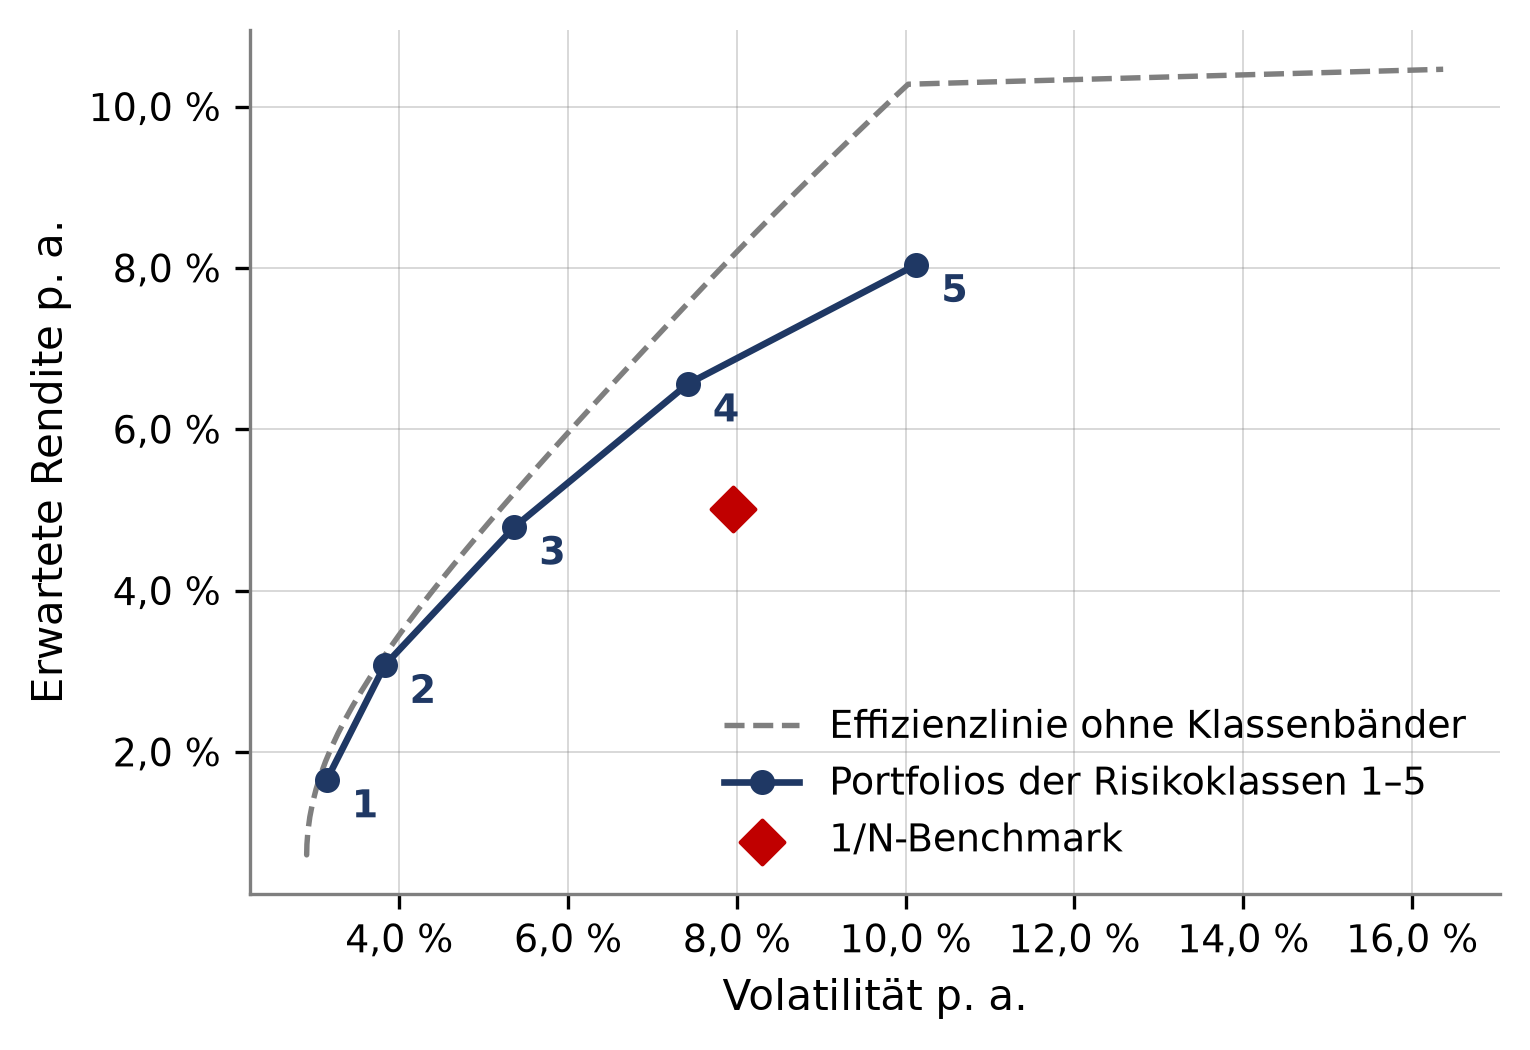 10,0 %
8,0 %
6,0 %
4,0 %
2,0 %
Erwartete Rendite p. a.
1
2
3
4
5
Effizienzlinie ohne Klassenbänder
Portfolios der Risikoklassen 1–5
1/N-Benchmark
4,0 % 6,0 % 8,0 % 10,0 % 12,0 % 14,0 % 16,0 %
Volatilität p. a.